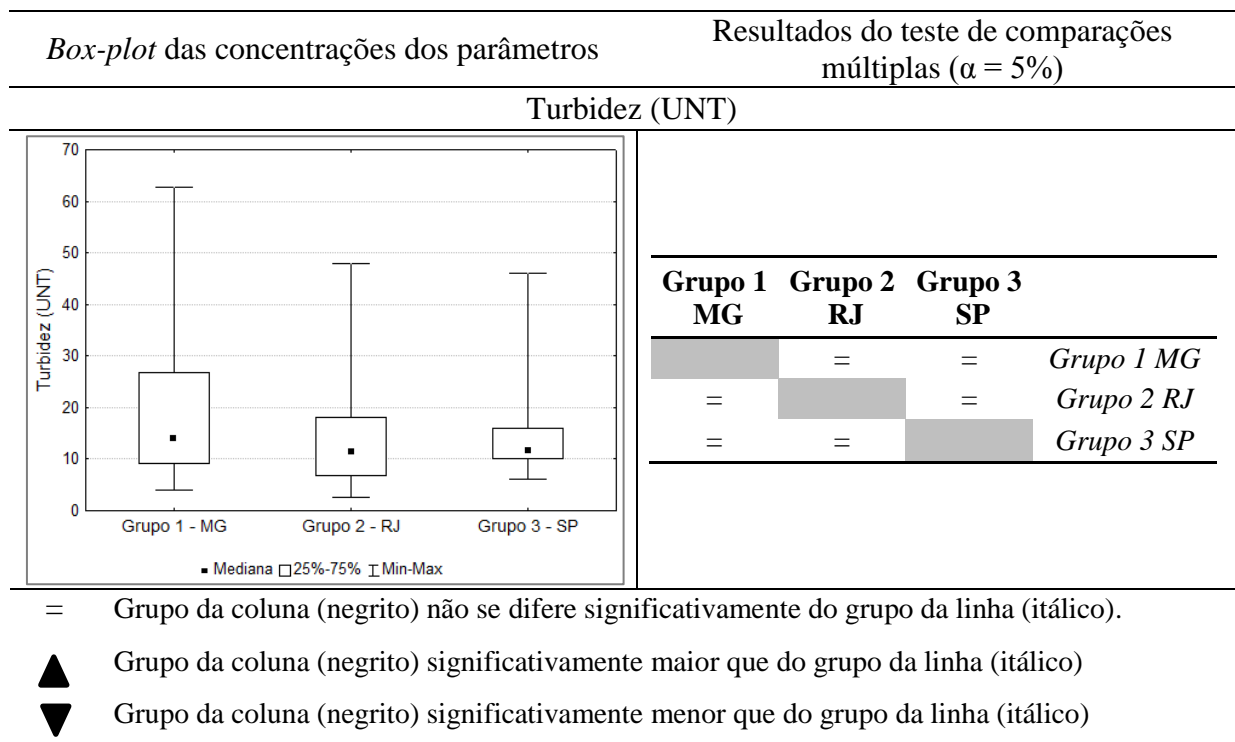 Box-plot das concentrações dos parâmetros
Resultados do teste de comparações
múltiplas (α = 5%)
Turbidez (UNT)
70
60
50
40
30
20
10
0
Turbidez (UNT)
Grupo 1 - MG Grupo 2 - RJ Grupo 3 - SP
Mediana 25%-75% Min-Max
Grupo 1 Grupo 2 Grupo 3
MG RJ SP
= = Grupo 1 MG
= = Grupo 2 RJ
= = Grupo 3 SP
= Grupo da coluna (negrito) não se difere significativamente do grupo da linha (itálico).
▲ Grupo da coluna (negrito) significativamente maior que do grupo da linha (itálico)
▼ Grupo da coluna (negrito) significativamente menor que do grupo da linha (itálico)